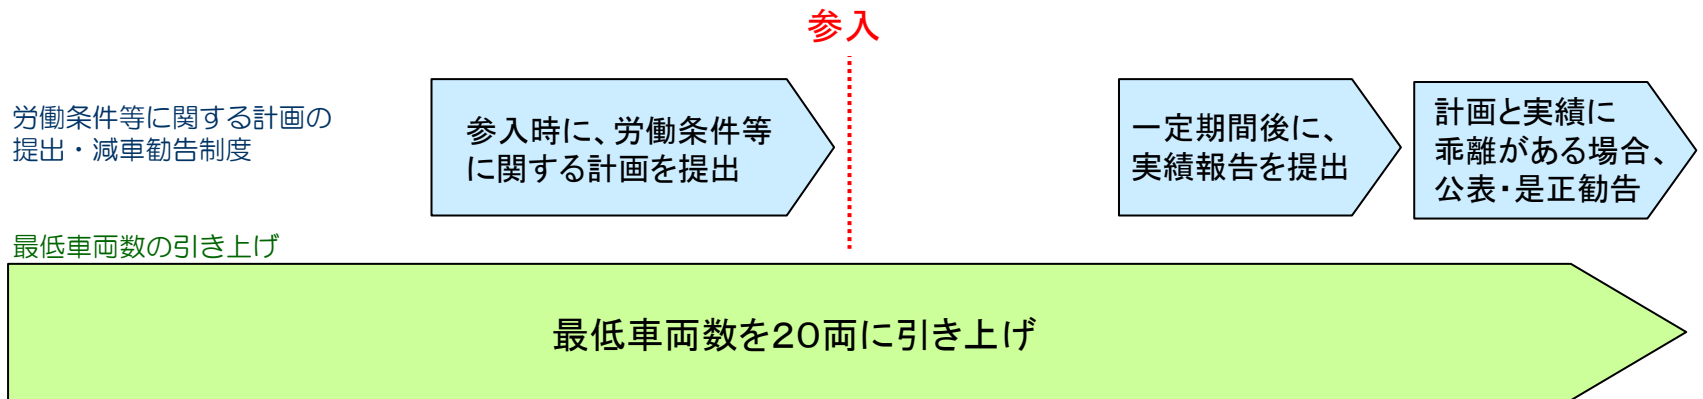 参入
労働条件等に関する計画の
提出・減車勧告制度
参入時に、労働条件等
に関する計画を提出
一定期間後に、
実績報告を提出
計画と実績に
乖離がある場合、
公表・是正勧告
最低車両数の引き上げ
最低車両数を20両に引き上げ